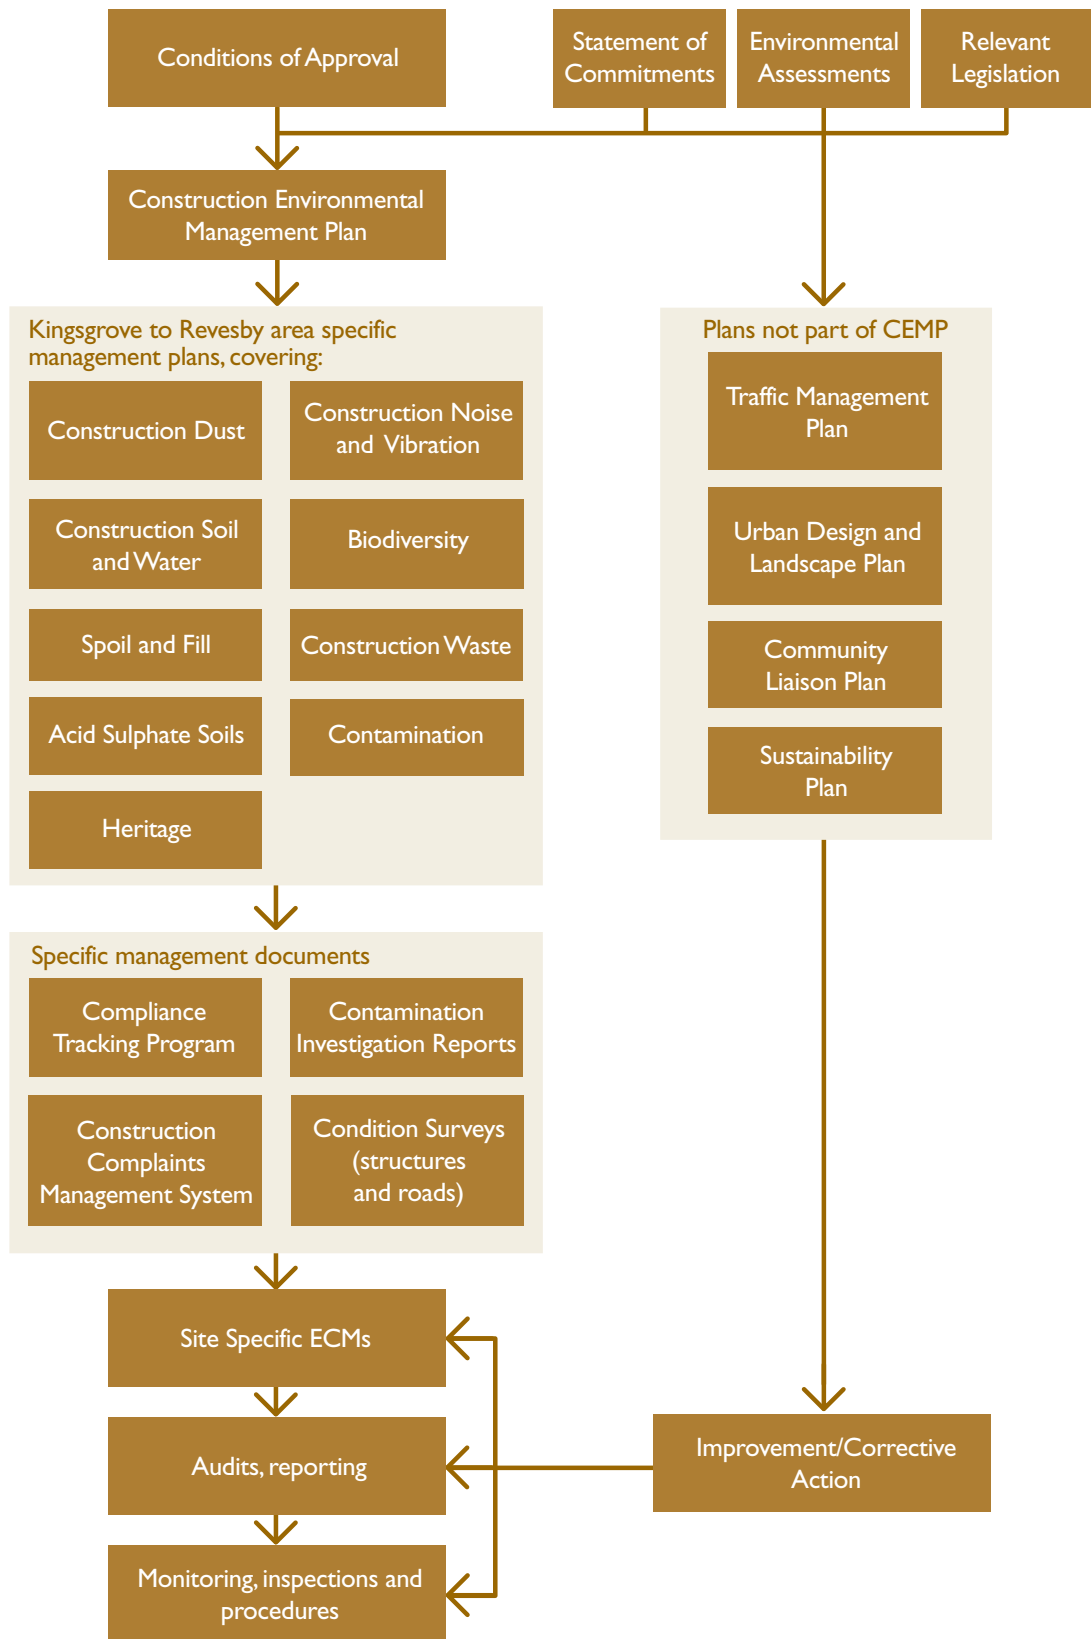 Conditions of Approval
Statement of
Commitments
Environmental
Assessments
Relevant
Legislation
Construction Environmental
Management Plan
Kingsgrove to Revesby area specific
management plans, covering:
Construction Dust
Construction Noise
and Vibration
Construction Soil
and Water
Biodiversity
Spoil and Fill
Construction Waste
Acid Sulphate Soils
Contamination
Heritage
Plans not part of CEMP
Traffic Management
Plan
Urban Design and
Landscape Plan
Community
Liaison Plan
Sustainability
Plan
Specific management documents
Compliance
Tracking Program
Contamination
Investigation Reports
Construction
Complaints
Management System
Condition Surveys
(structures
and roads)
Site Specific ECMs
Audits, reporting
Monitoring, inspections and
procedures
Improvement/Corrective
Action